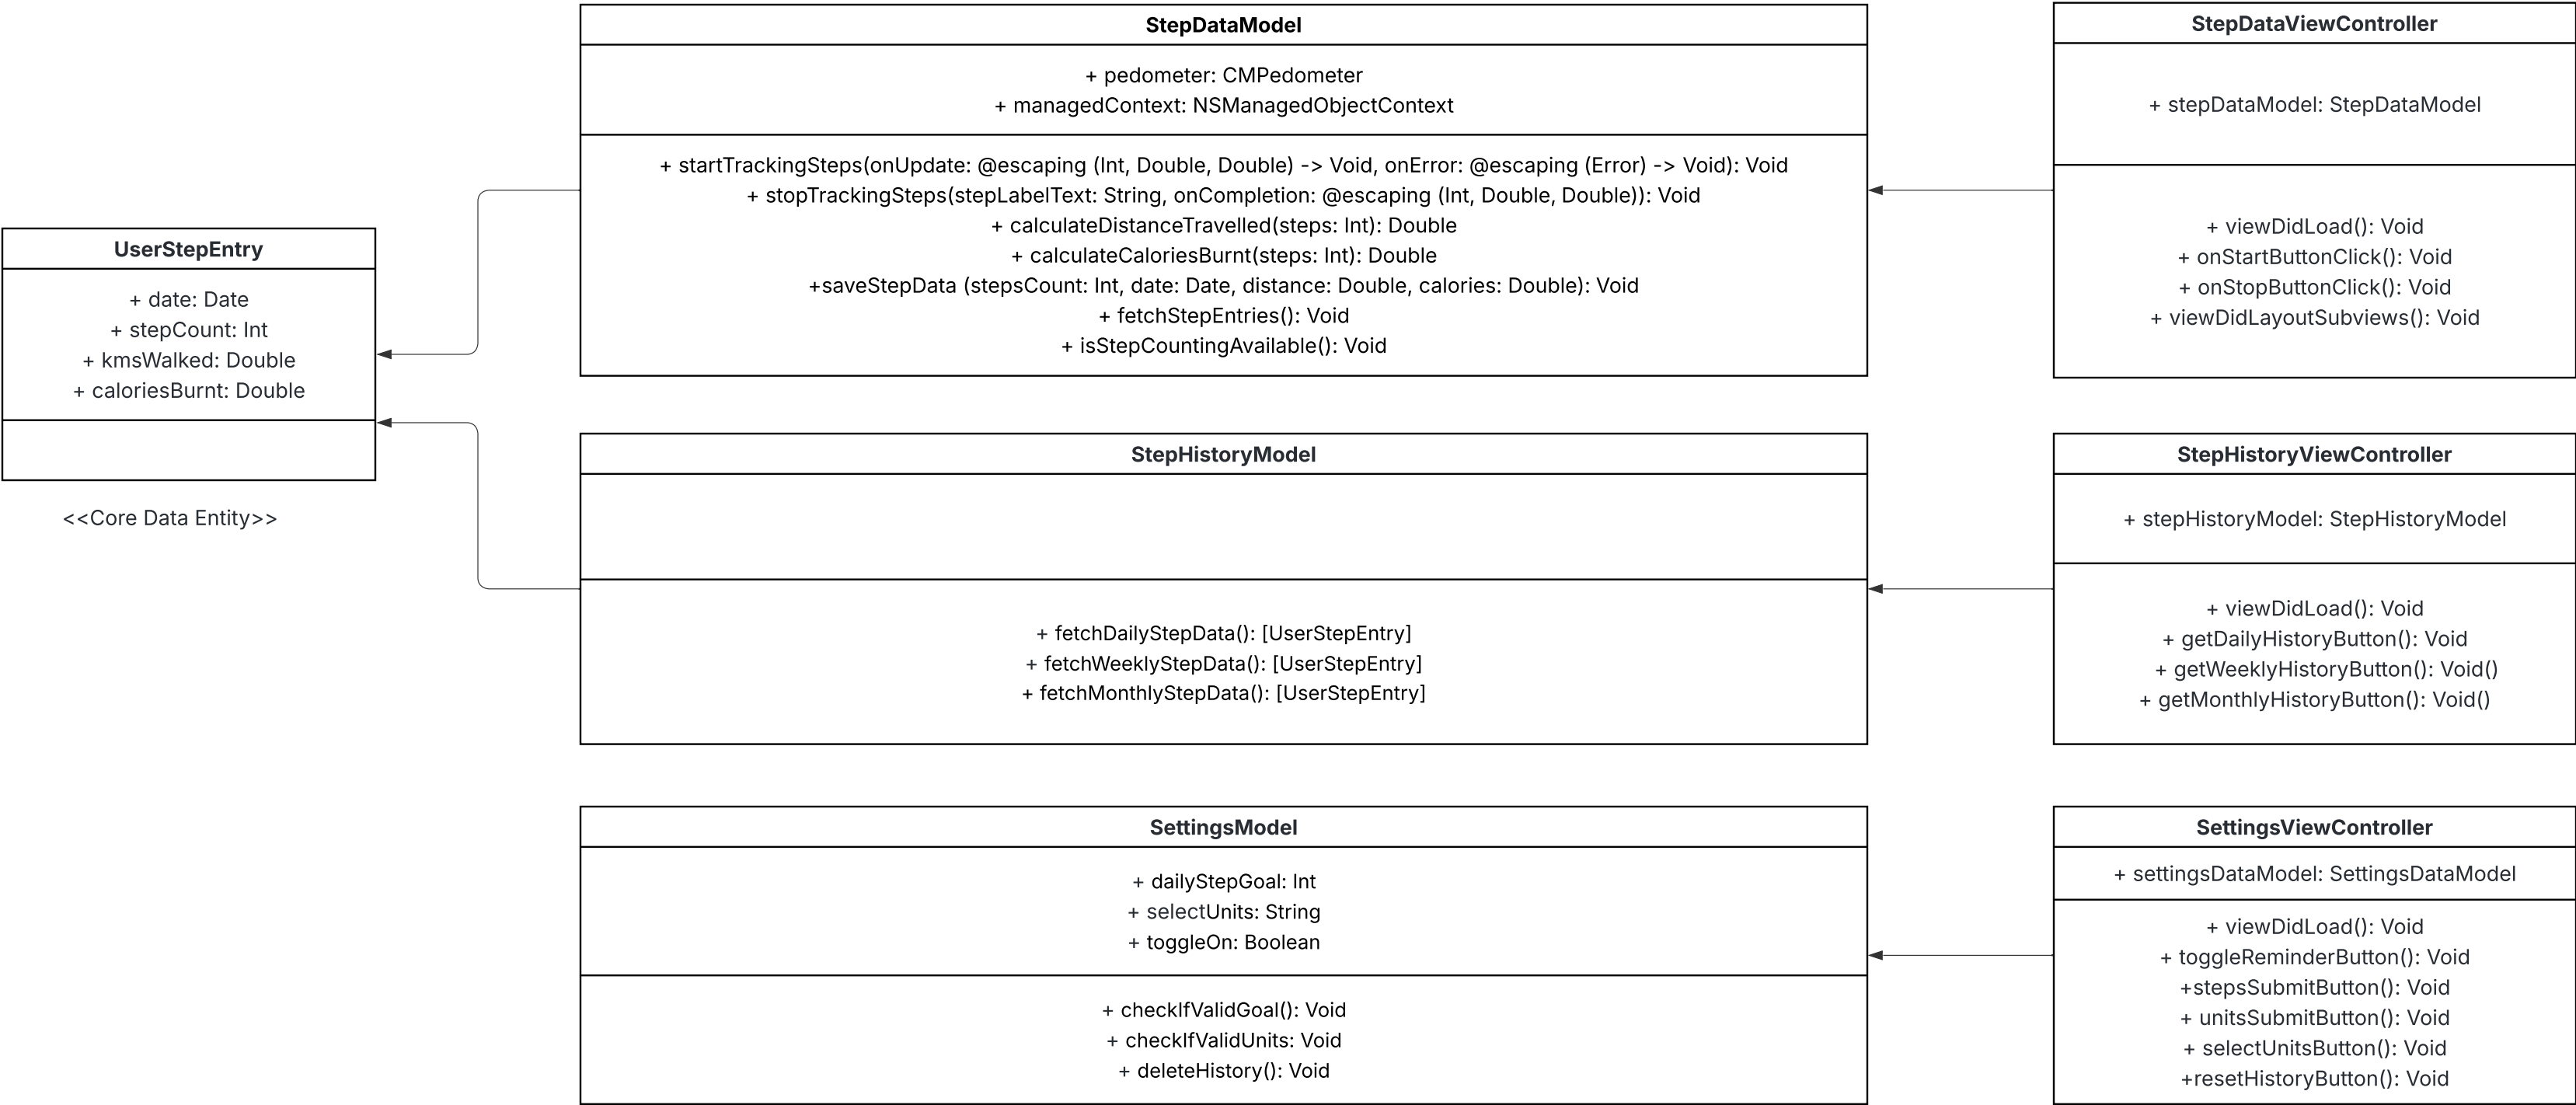 StepDataModel
+ pedometer: CMPedometer
+ managedContext: NSManagedObjectContext
+ startTrackingSteps(onUpdate: @escaping (Int, Double, Double) -> Void, onError: @escaping (Error) -> Void): Void
+ stopTrackingSteps(stepLabelText: String, onCompletion: @escaping (Int, Double, Double)): Void
+ calculateDistanceTravelled(steps: Int): Double
+ calculateCaloriesBurnt(steps: Int): Double
+saveStepData (stepsCount: Int, date: Date, distance: Double, calories: Double): Void
+ fetchStepEntries(): Void
+ isStepCountingAvailable(): Void
StepDataViewController
+ stepDataModel: StepDataModel
+ viewDidLoad(): Void
+ onStartButtonClick(): Void
+ onStopButtonClick(): Void
+ viewDidLayoutSubviews(): Void
UserStepEntry
+ date: Date
+ stepCount: Int
+ kmsWalked: Double
+ caloriesBurnt: Double
<<Core Data Entity>>
StepHistoryModel
+ fetchDailyStepData(): [UserStepEntry]
+ fetchWeeklyStepData(): [UserStepEntry]
+ fetchMonthlyStepData(): [UserStepEntry]
StepHistoryViewController
+ stepHistoryModel: StepHistoryModel
+ viewDidLoad(): Void
+ getDailyHistoryButton(): Void
+ getWeeklyHistoryButton(): Void()
+ getMonthlyHistoryButton(): Void()
SettingsModel
+ dailyStepGoal: Int
+ selectUnits: String
+ toggleOn: Boolean
+ checkIfValidGoal(): Void
+ checkIfValidUnits: Void
+ deleteHistory(): Void
SettingsViewController
+ settingsDataModel: SettingsDataModel
+ viewDidLoad(): Void
+ toggleReminderButton(): Void
+stepsSubmitButton(): Void
+ unitsSubmitButton(): Void
+ selectUnitsButton(): Void
+resetHistoryButton(): Void